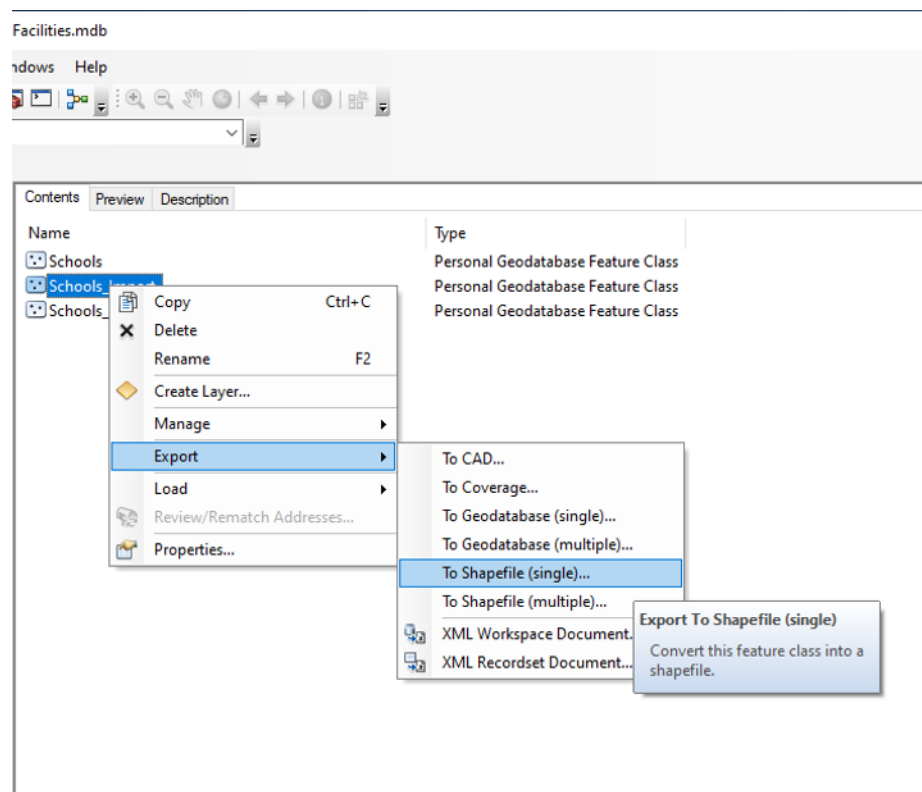 Facilities.mdb
ndows Help
Contents Preview Description
Name Type
Schools Personal Geodatabase Feature Class
Schools_Import Personal Geodatabase Feature Class
Schools_ Personal Geodatabase Feature Class
Copy Ctrl+C
Delete
Rename F2
Create Layer...
Manage
Export
Load
Review/Rematch Addresses...
Properties...
To CAD...
To Coverage...
To Geodatabase (single)...
To Geodatabase (multiple)...
To Shapefile (single)...
To Shapefile (multiple)...
XML Workspace Document.
XML Recordset Document...
Export To Shapefile (single)
Convert this feature class into a
shapefile.